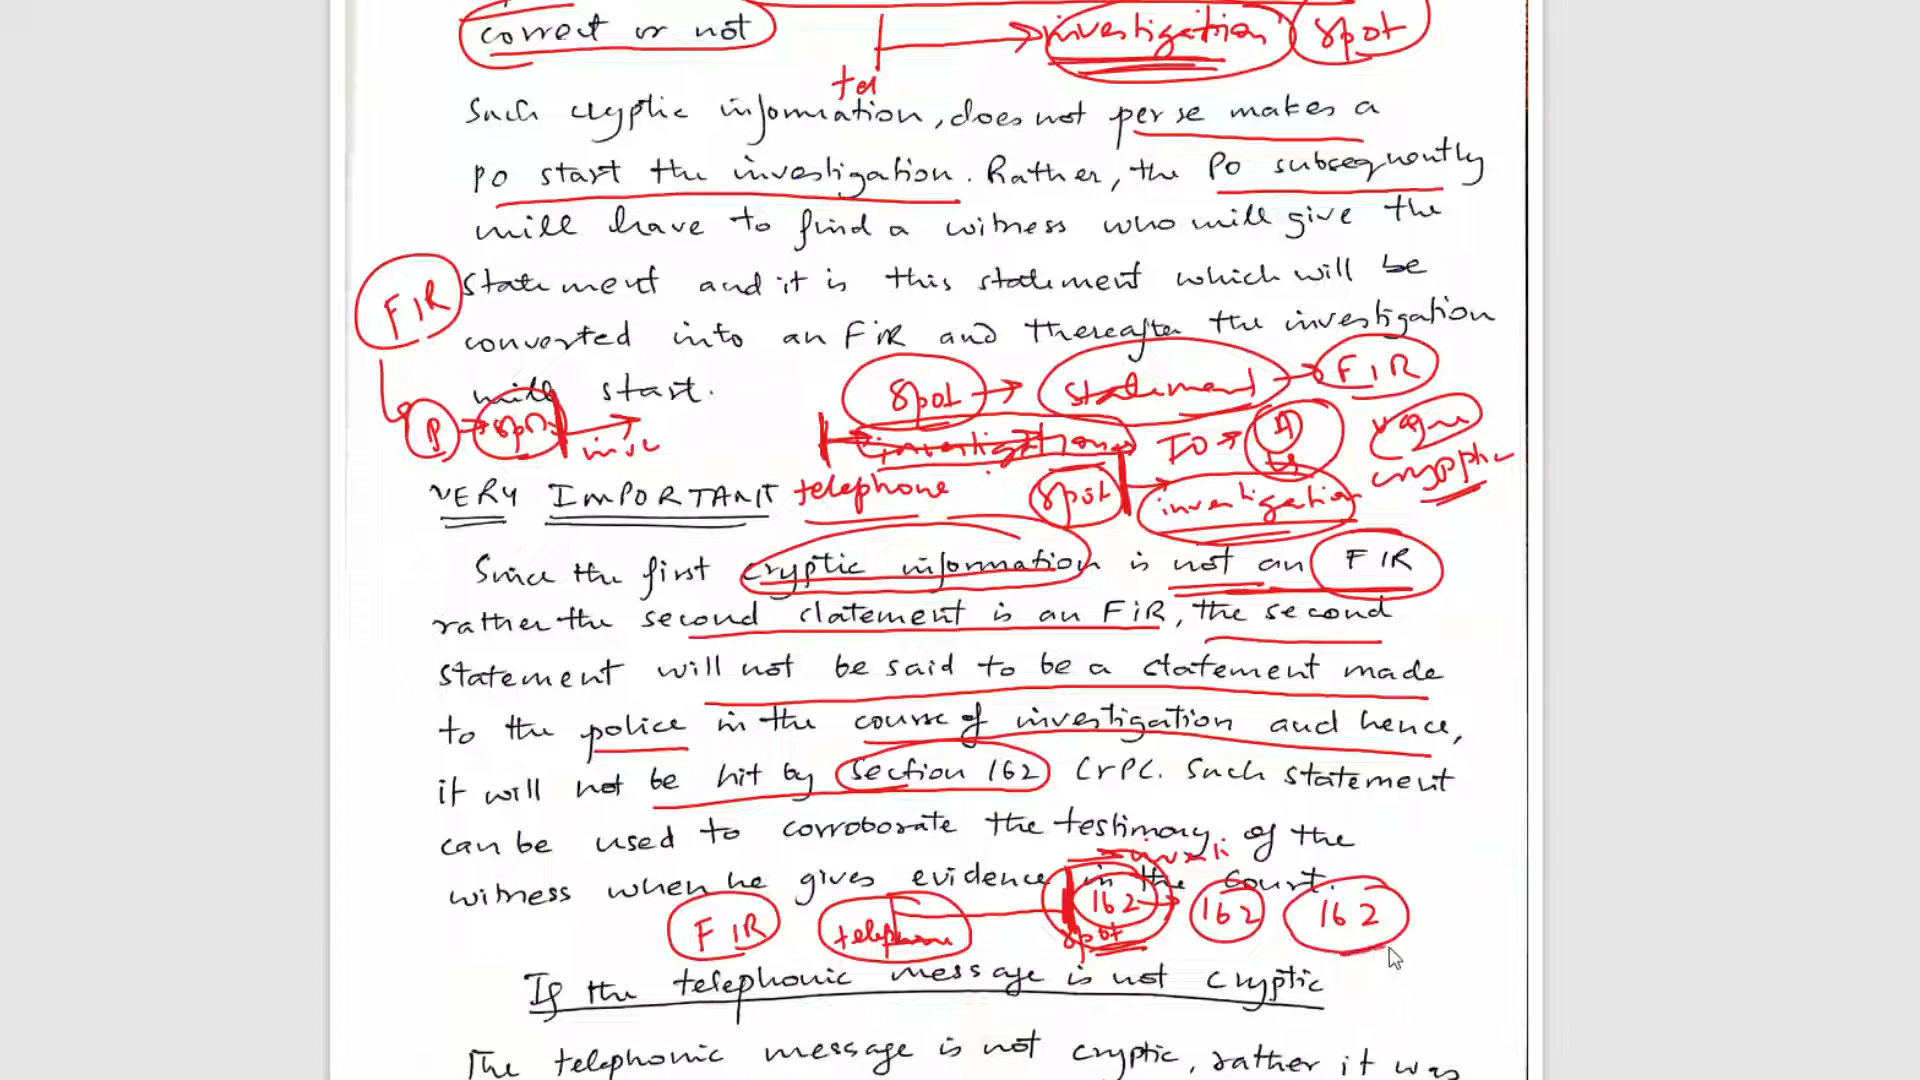 correct or not investigation spot
tel
Such cryptic information, does not per se makes a
PO start the investigation. Rather, the PO subsequently
will have to find a witness who will give the
FIR statement and it is this statement which will be
converted into an FIR and thereafter the investigation
will start. spot → statement → FIR
P → spot investigation IO → vague
cryptic
VERY IMPORTANT telephone spot investigation
Since the first cryptic information is not an FIR
rather the second statement is an FIR, the second
statement will not be said to be a statement made
to the police in the course of investigation and hence,
it will not be hit by section 162 CrPC. Such statement
can be used to corroborate the testimony of the
witness when he gives evidence in the court.
FIR telephone spot 162 162 162
If the telephonic message is not cryptic
The telephonic message is not cryptic, rather it was